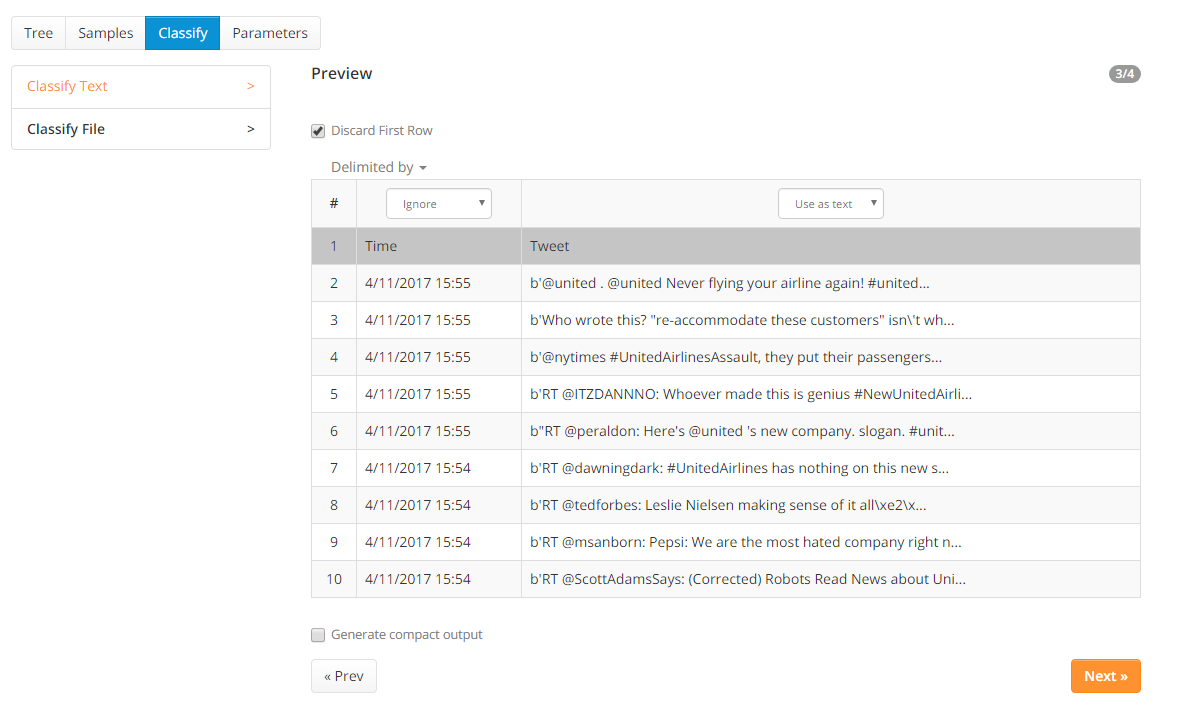 Tree Samples Classify Parameters
Classify Text >
Classify File >
Preview 3/4
Discard First Row
Delimited by
# Ignore Use as text
1 Time Tweet
2 4/11/2017 15:55 b'@united . @united Never flying your airline again! #united...
3 4/11/2017 15:55 b'Who wrote this? "re-accommodate these customers" isn\'t wh...
4 4/11/2017 15:55 b'@nytimes #UnitedAirlinesAssault, they put their passengers...
5 4/11/2017 15:55 b'RT @ITZDANNNO: Whoever made this is genius #NewUnitedAirli...
6 4/11/2017 15:55 b"RT @peraldon: Here's @united 's new company. slogan. #unit...
7 4/11/2017 15:54 b'RT @dawningdark: #UnitedAirlines has nothing on this new s...
8 4/11/2017 15:54 b'RT @tedforbes: Leslie Nielsen making sense of it all\xe2\x...
9 4/11/2017 15:54 b'RT @msanborn: Pepsi: We are the most hated company right n...
10 4/11/2017 15:54 b'RT @ScottAdamsSays: (Corrected) Robots Read News about Uni...
Generate compact output
« Prev Next »